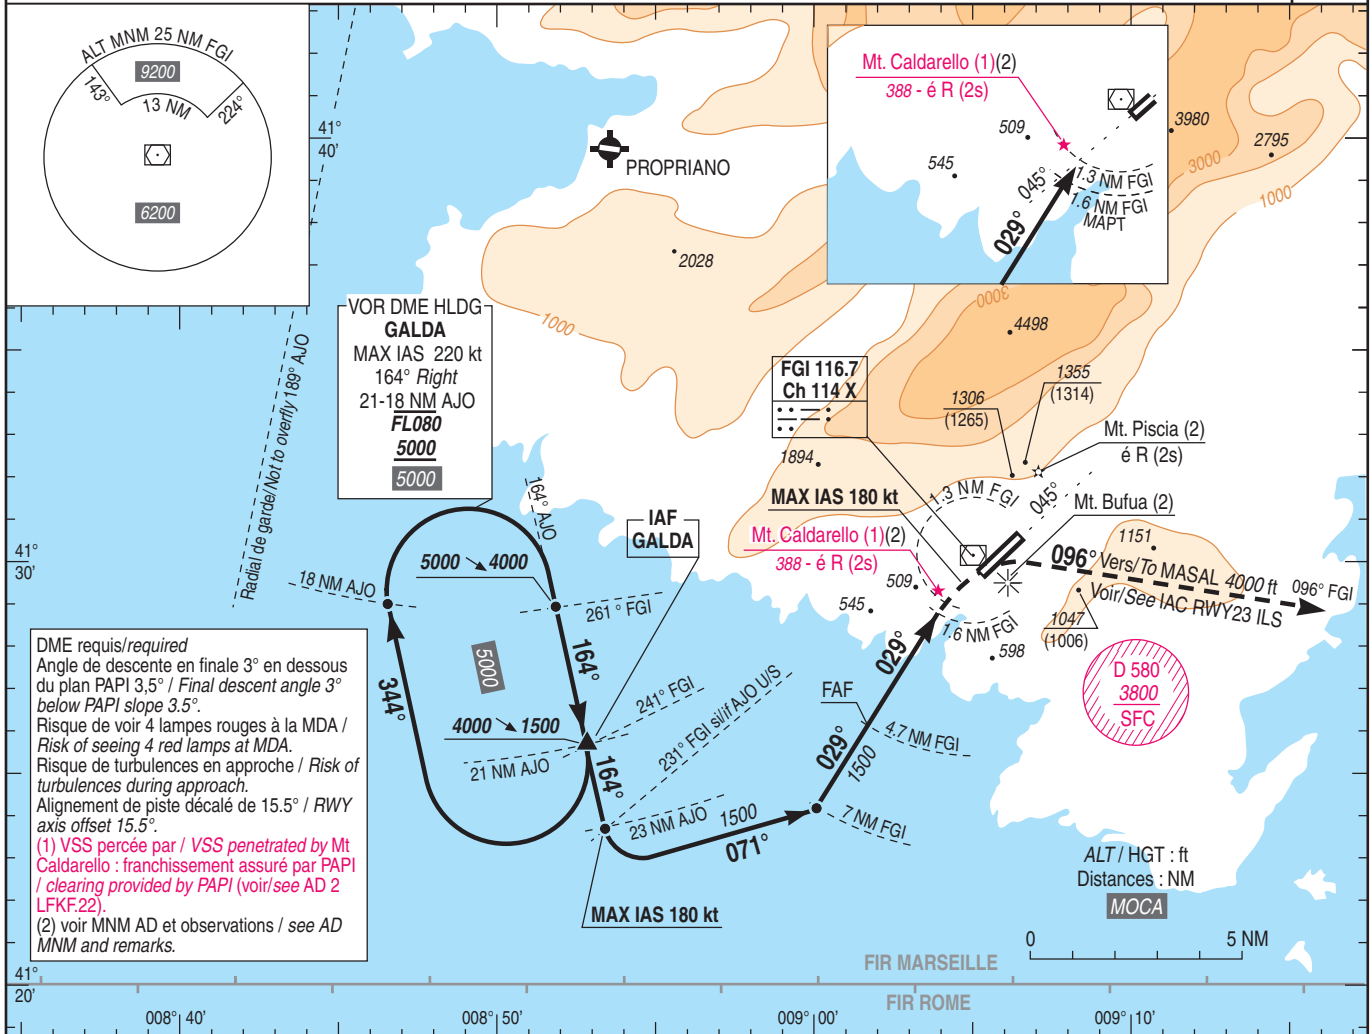 ALT MNM 25 NM FGI
9200
143°
13 NM
224°
6200
41°
40'
PROPRIANO
2028
1000
Mt. Caldarello (1)(2)
388 - é R (2s)
509
545
045°
1.3 NM FGI
1.6 NM FGI
MAPT
029°
3980
2795
3000
1000
3000
4498
Radial de garde/Not to overfly 189° AJO
VOR DME HLDG
GALDA
MAX IAS 220 kt
164° Right
21-18 NM AJO
FL080
5000
5000
FGI 116.7
Ch 114 X
1306
(1265)
1355
(1314)
Mt. Piscia (2)
é R (2s)
1894
MAX IAS 180 kt
1.3 NM FGI
045°
Mt. Bufua (2)
164° AJO
IAF
GALDA
Mt. Caldarello (1)(2)
388 - é R (2s)
1151
41°
30'
5000 ➘ 4000
18 NM AJO
261° FGI
509
545
096° Vers/To MASAL 4000 ft
096° FGI
Voir/See IAC RWY23 ILS
1047
(1006)
1.6 NM FGI
598
DME requis/required
Angle de descente en finale 3° en dessous
du plan PAPI 3,5° / Final descent angle 3°
below PAPI slope 3.5°.
Risque de voir 4 lampes rouges à la MDA /
Risk of seeing 4 red lamps at MDA.
Risque de turbulences en approche / Risk of
turbulences during approach.
Alignement de piste décalé de 15.5° / RWY
axis offset 15.5°.
(1) VSS percée par / VSS penetrated by Mt
Caldarello : franchissement assuré par PAPI
/ clearing provided by PAPI (voir/see AD 2
LFKF.22).
(2) voir MNM AD et observations / see AD
MNM and remarks.
344°
5000
164°
4000 ➘ 1500
21 NM AJO
241° FGI
231° FGI si/if AJO U/S
164°
029°
FAF
4.7 NM FGI
029°
1500
D 580
3800
SFC
23 NM AJO
1500
071°
7 NM FGI
MAX IAS 180 kt
ALT / HGT : ft
Distances : NM
MOCA
0
5 NM
FIR MARSEILLE
FIR ROME
41°
20'
008° 40'
008° 50'
009° 00'
009° 10'